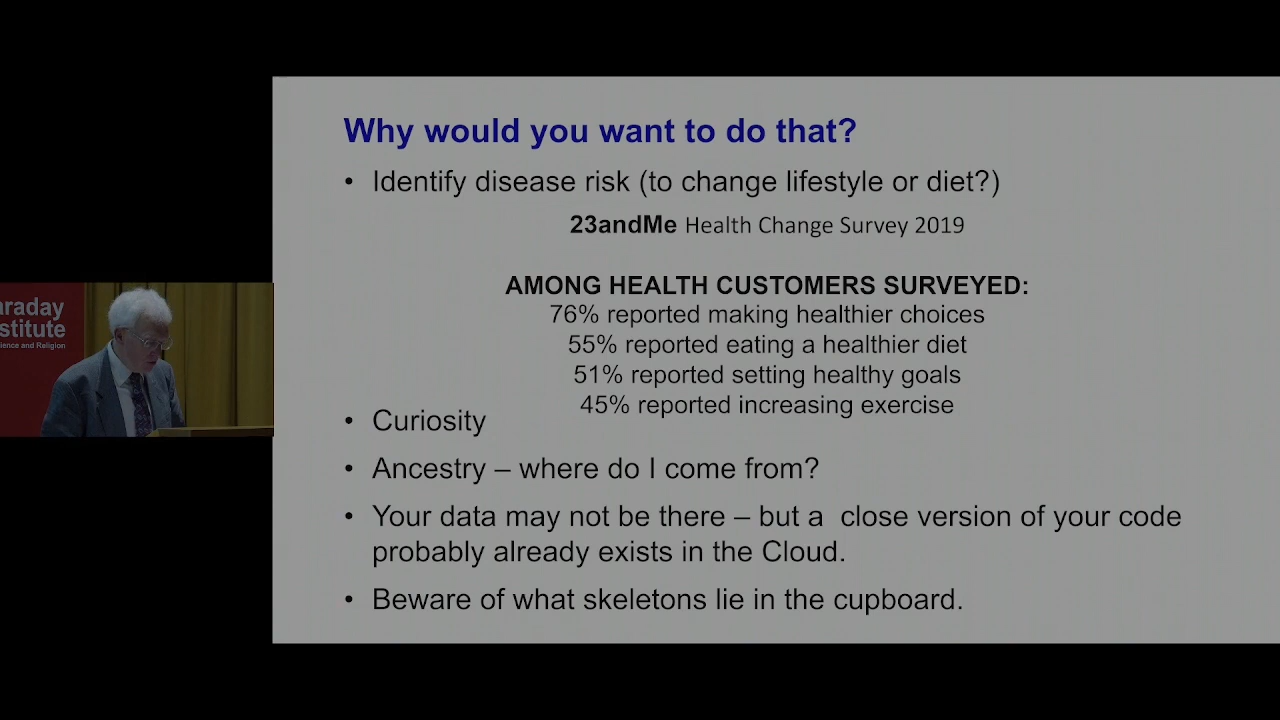 Why would you want to do that?
• Identify disease risk (to change lifestyle or diet?)
23andMe Health Change Survey 2019
AMONG HEALTH CUSTOMERS SURVEYED:
76% reported making healthier choices
55% reported eating a healthier diet
51% reported setting healthy goals
45% reported increasing exercise
• Curiosity
• Ancestry – where do I come from?
• Your data may not be there – but a  close version of your code
probably already exists in the Cloud.
• Beware of what skeletons lie in the cupboard.
araday
stitute
ience and Religion